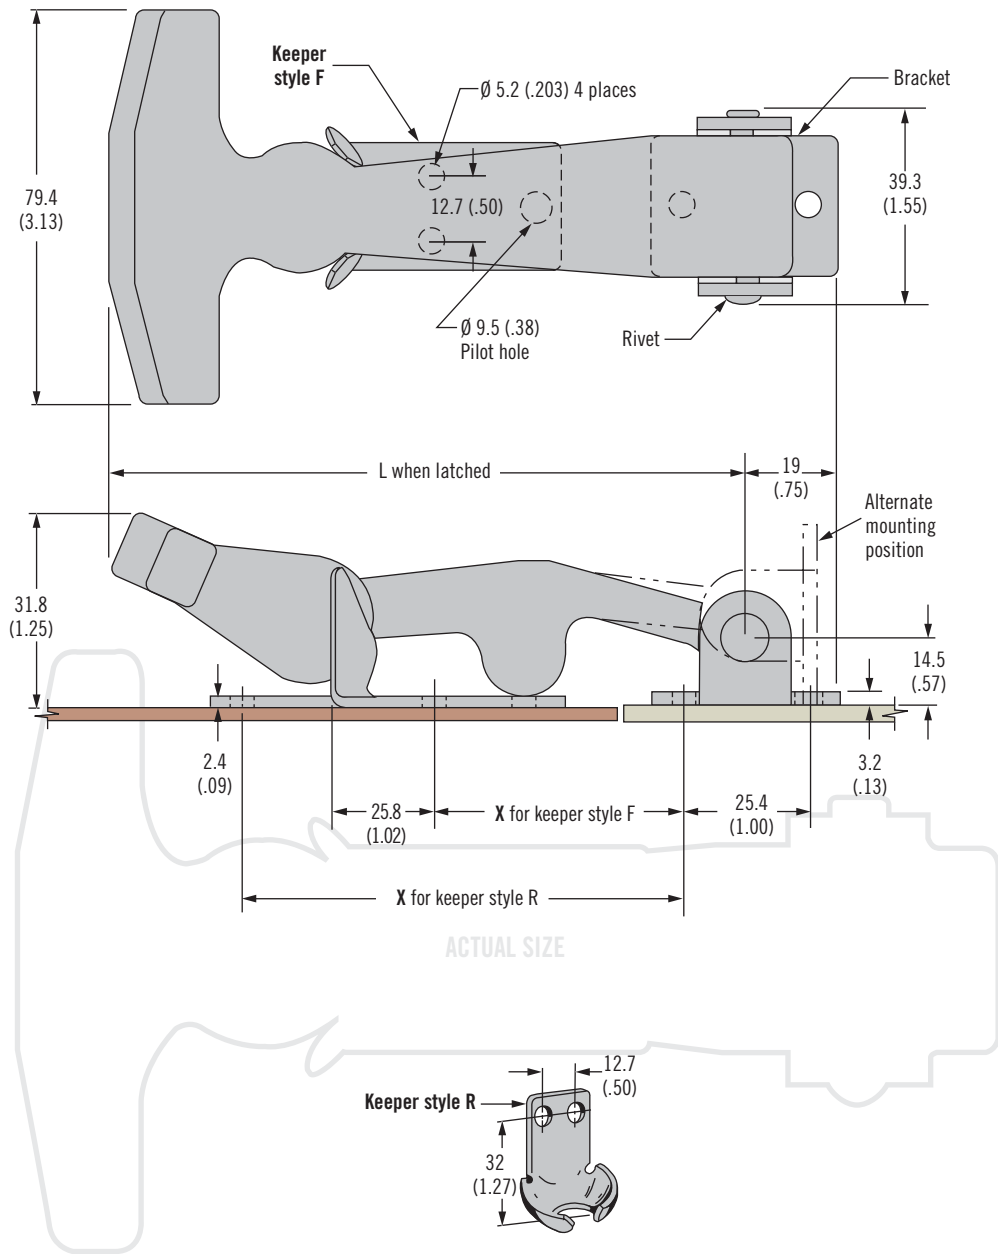 Keeper
style F
Ø 5.2 (.203) 4 places
Bracket
79.4
(3.13)
12.7 (.50)
39.3
(1.55)
Ø 9.5 (.38)
Pilot hole
Rivet
L when latched
19
(.75)
Alternate
mounting
position
31.8
(1.25)
14.5
(.57)
2.4
(.09)
3.2
(.13)
25.8
(1.02)
X for keeper style F
25.4
(1.00)
X for keeper style R
ACTUAL SIZE
12.7
(.50)
Keeper style R
32
(1.27)